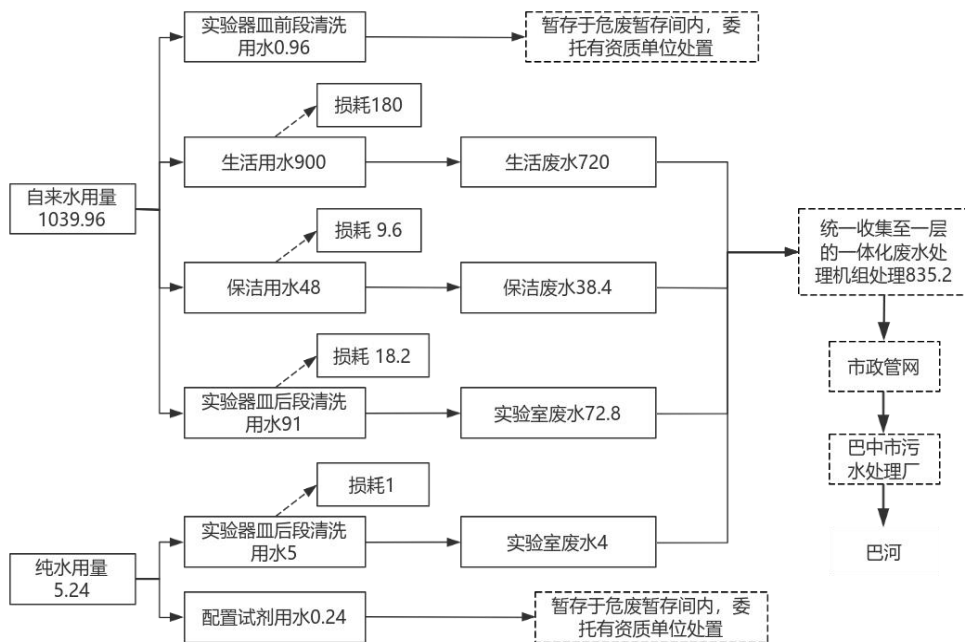 实验器皿前段清洗
用水0.96
暂存于危废暂存间内，委
托有资质单位处置
损耗180
生活用水900
生活废水720
自来水用量
1039.96
损耗 9.6
保洁用水48
保洁废水38.4
统一收集至一层
的一体化废水处
理机组处理835.2
损耗 18.2
实验器皿后段清洗
用水91
实验室废水72.8
市政管网
巴中市污
水处理厂
损耗1
实验器皿后段清洗
用水5
实验室废水4
巴河
纯水用量
5.24
配置试剂用水0.24
暂存于危废暂存间内，委
托有资质单位处置